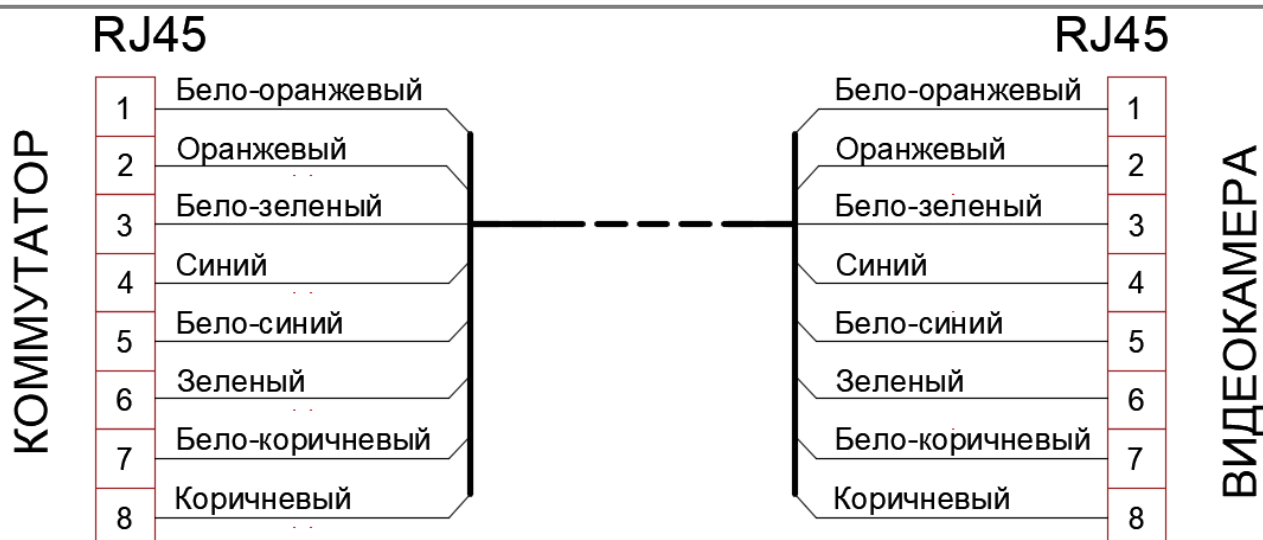 RJ45
RJ45
КОММУТАТОР
1 Бело-оранжевый
2 Оранжевый
3 Бело-зеленый
4 Синий
5 Бело-синий
6 Зеленый
7 Бело-коричневый
8 Коричневый
Бело-оранжевый 1
Оранжевый 2
Бело-зеленый 3
Синий 4
Бело-синий 5
Зеленый 6
Бело-коричневый 7
Коричневый 8
ВИДЕОКАМЕРА